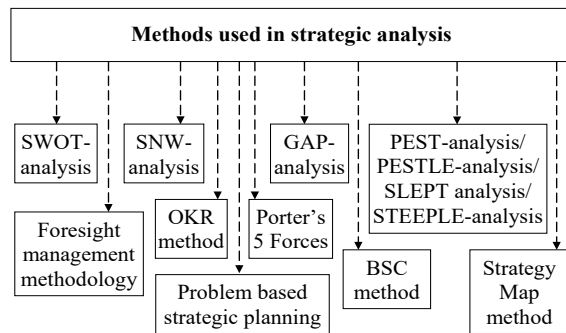 Methods used in strategic analysis
SWOT-
analysis
SNW-
analysis
GAP-
analysis
PEST-analysis/
PESTLE-analysis/
SLEPT analysis/
STEEPLE-analysis
Foresight
management
methodology
OKR
method
Porter's
5 Forces
BSC
method
Strategy
Map
method
Problem based
strategic planning